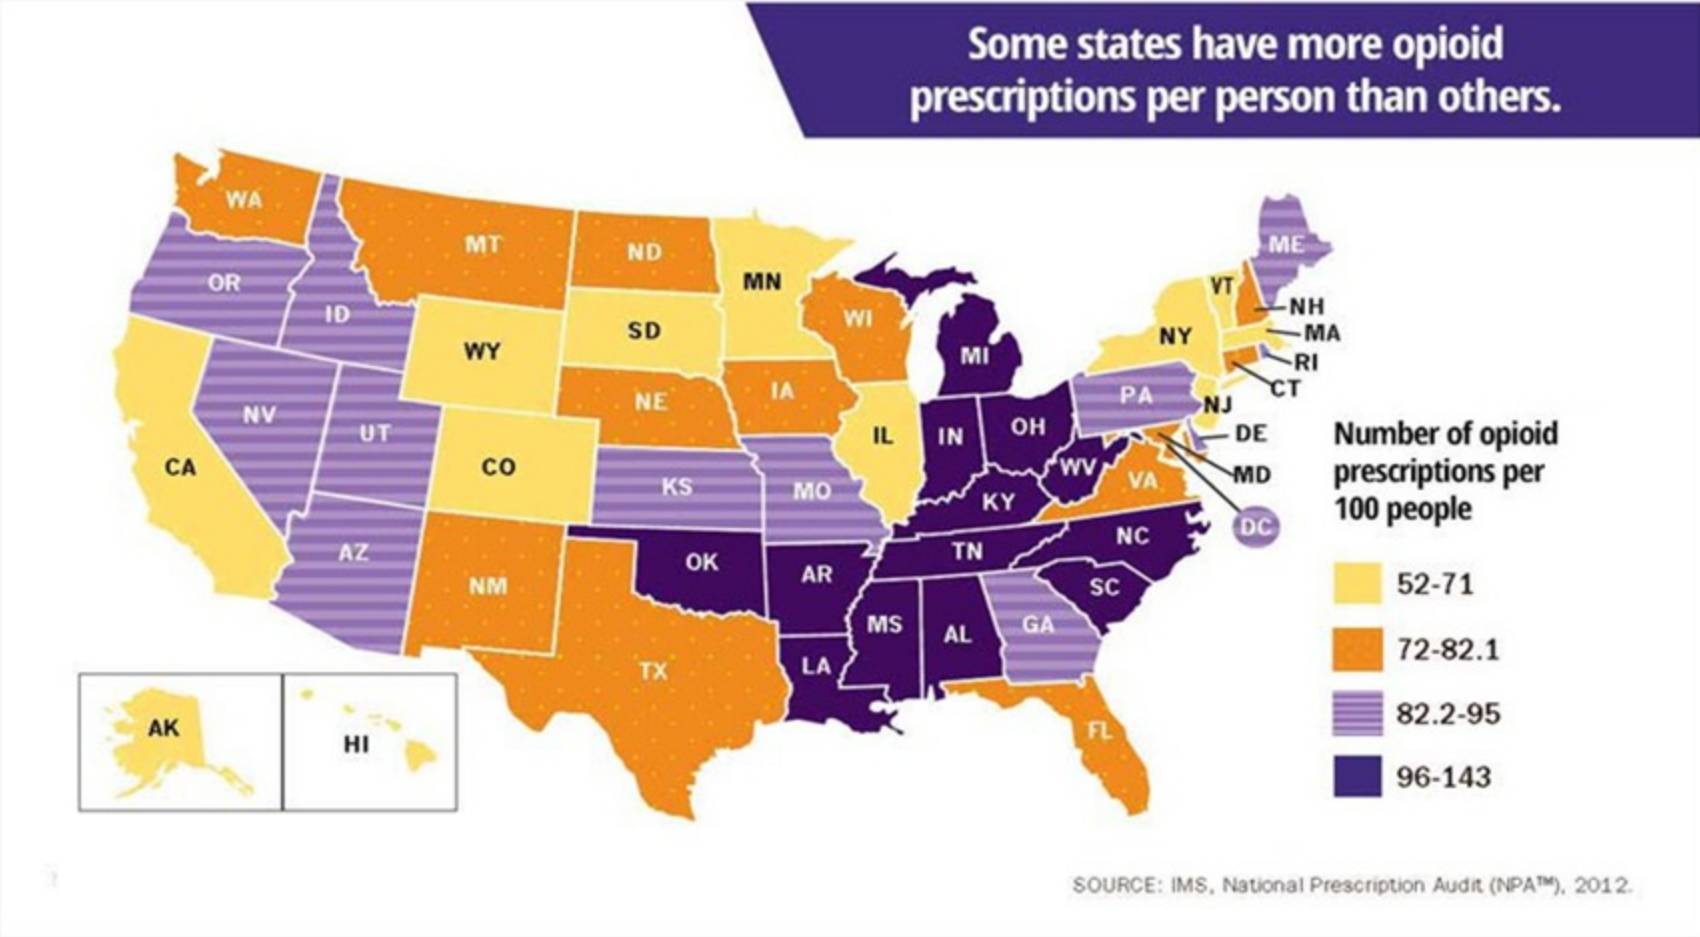 Some states have more opioid
prescriptions per person than others.
WA
MT
ND
MN
OR
ID
WY
SD
WI
MI
ME
VT
NH
NY
MA
RI
CT
NV
UT
CA
CO
NE
IA
IL
IN
OH
PA
NJ
DE
MD
DC
KS
MO
WV
VA
KY
AZ
NM
OK
AR
TN
NC
SC
TX
LA
MS
AL
GA
FL
AK
HI
Number of opioid
prescriptions per
100 people
52-71
72-82.1
82.2-95
96-143
SOURCE: IMS, National Prescription Audit (NPA™), 2012.